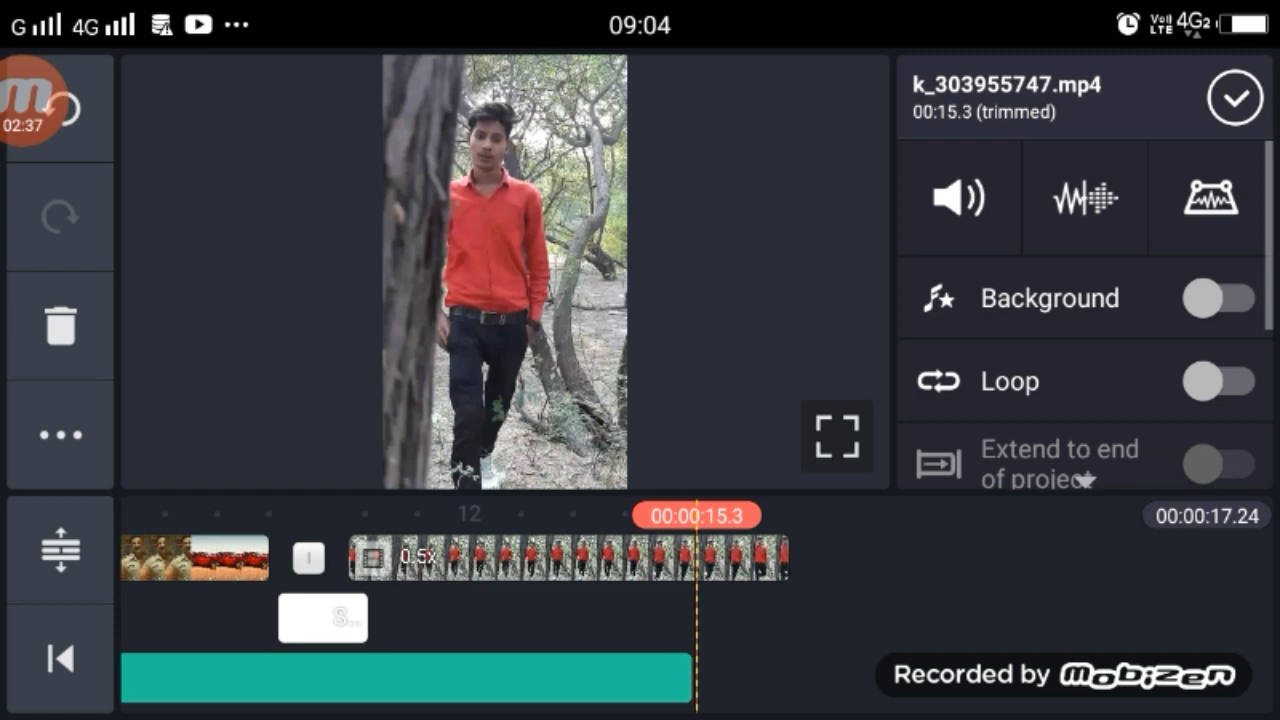 G 4G 09:04 VoII LTE 4G2
m
02:37
k_303955747.mp4
00:15.3 (trimmed)
Background
Loop
Extend to end
of project
12
00:00:15.3
00:00:17.24
0.5x
S
Recorded by mobizen